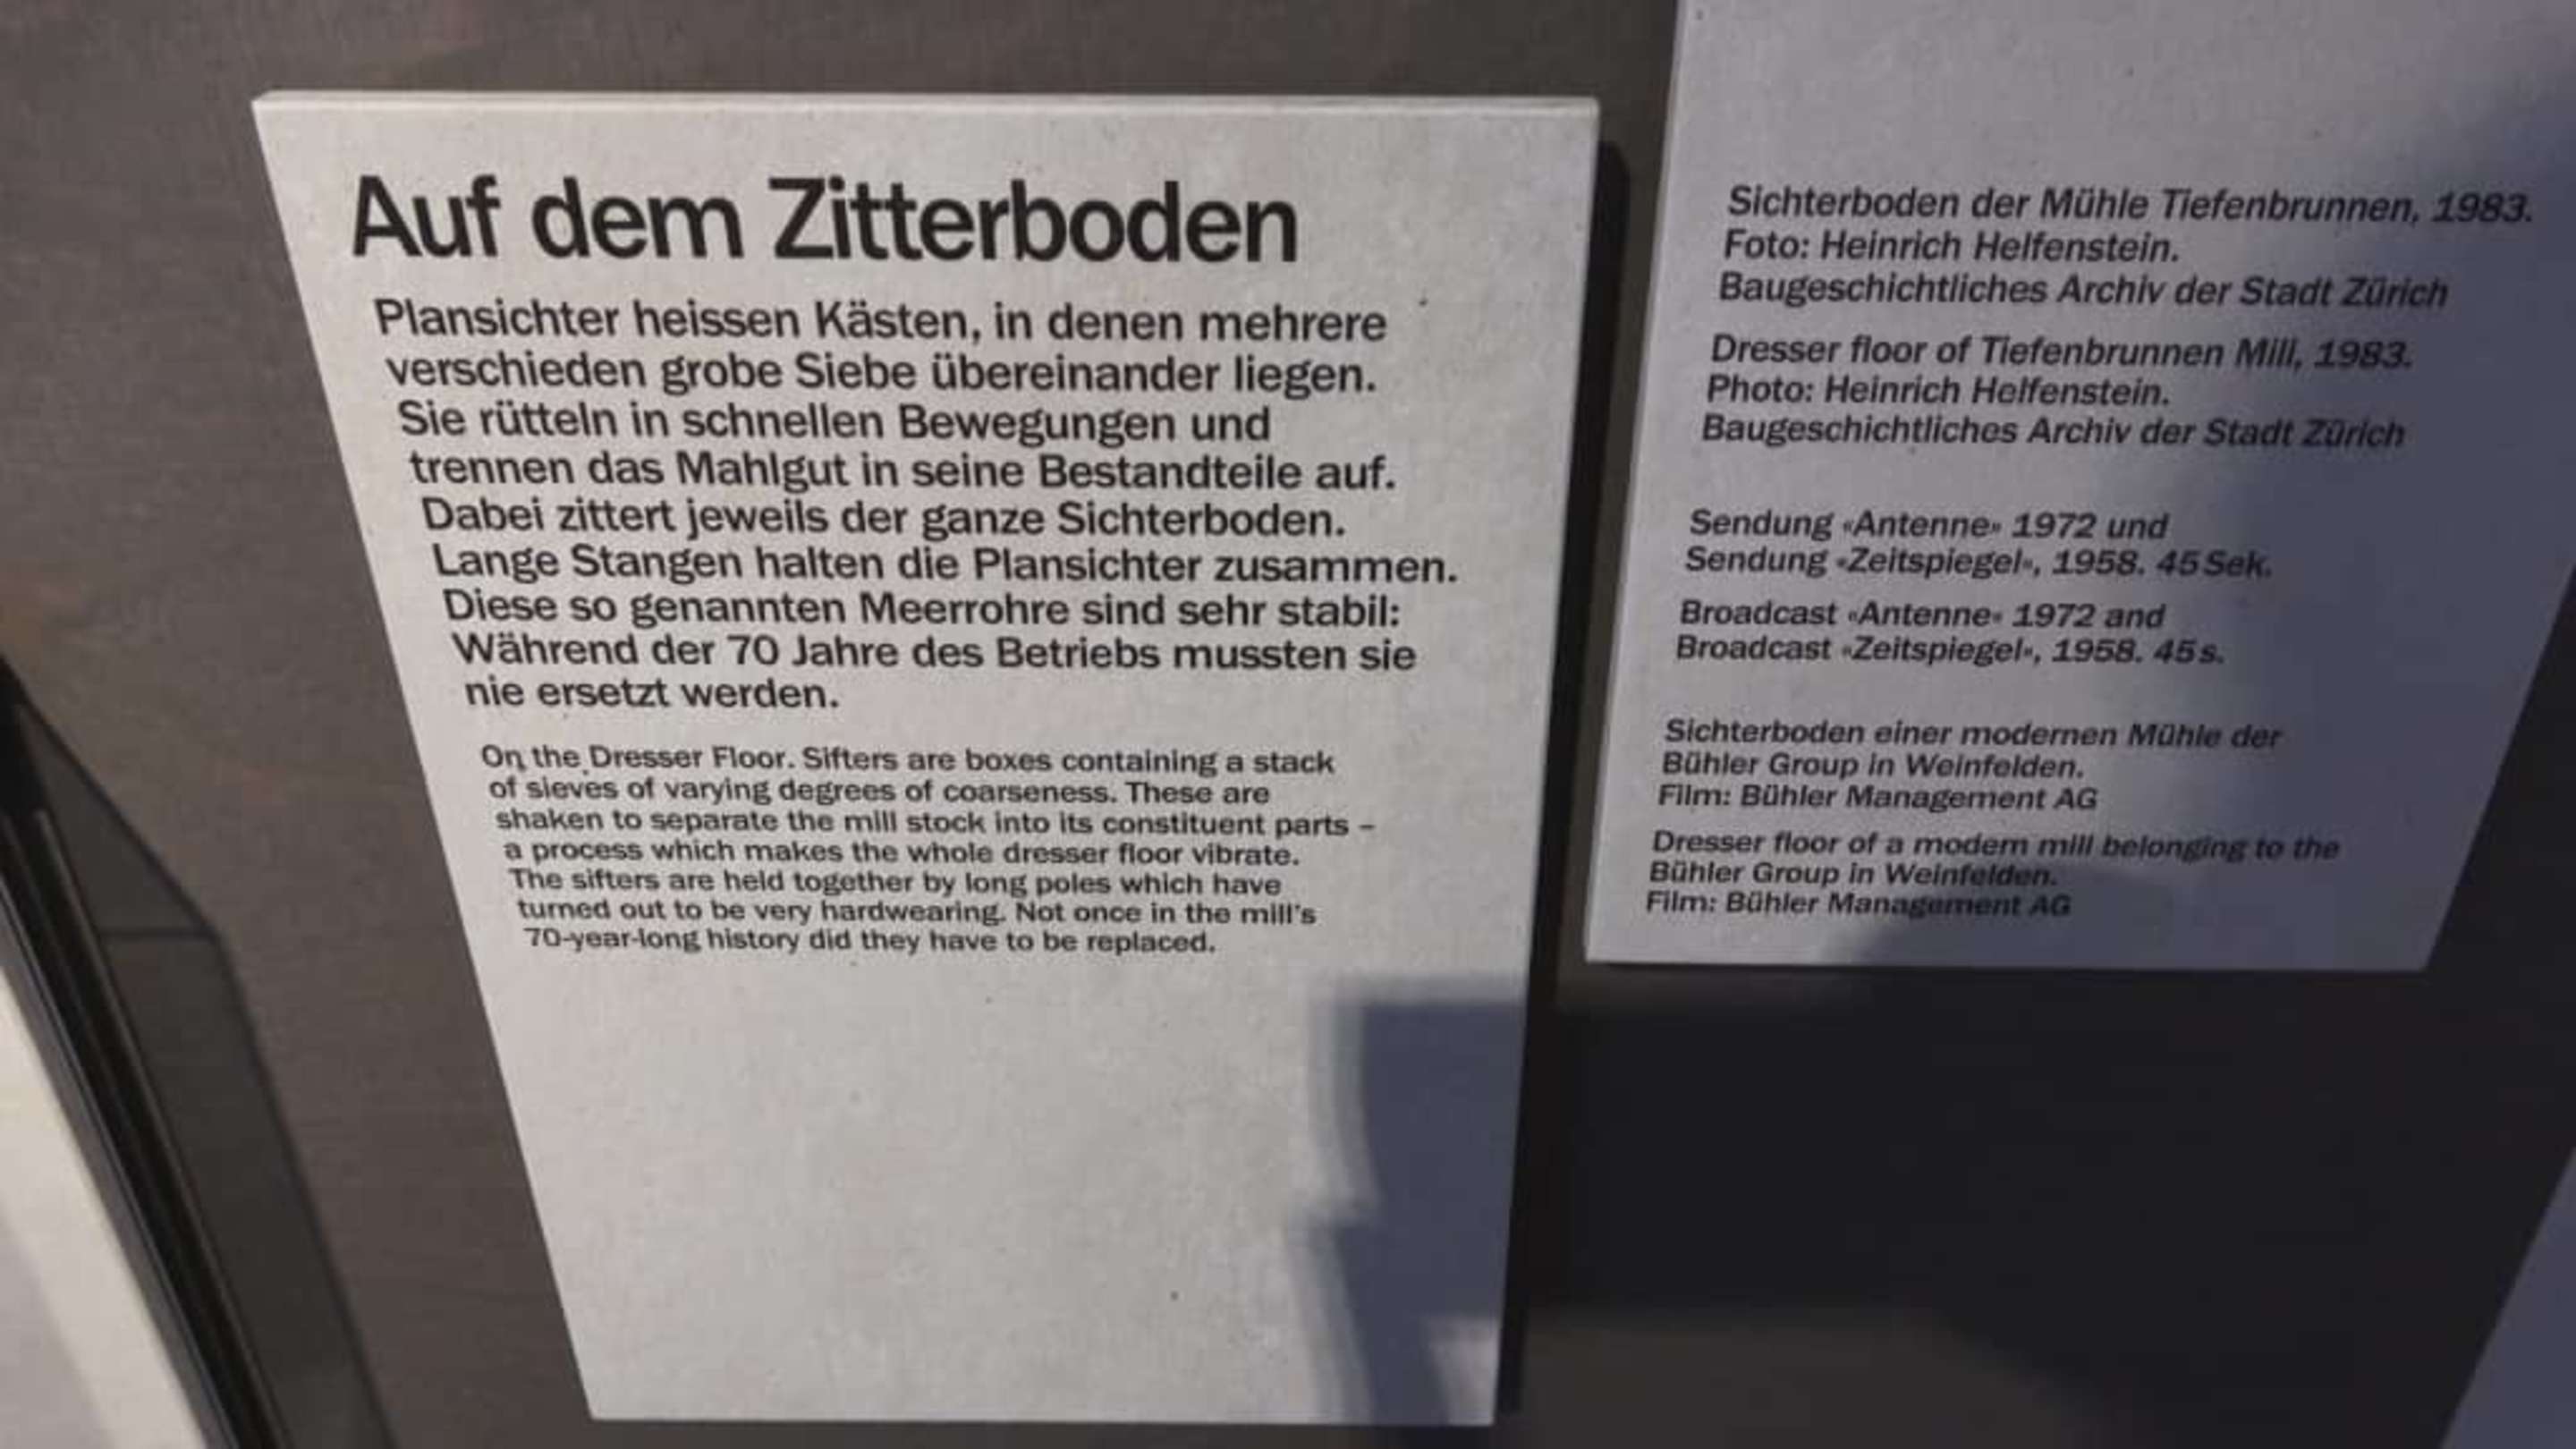 Auf dem Zitterboden
Plansichter heissen Kästen, in denen mehrere
verschieden grobe Siebe übereinander liegen.
Sie rütteln in schnellen Bewegungen und
trennen das Mahlgut in seine Bestandteile auf.
Dabei zittert jeweils der ganze Sichterboden.
Lange Stangen halten die Plansichter zusammen.
Diese so genannten Meerrohre sind sehr stabil:
Während der 70 Jahre des Betriebs mussten sie
nie ersetzt werden.
On the Dresser Floor. Sifters are boxes containing a stack
of sieves of varying degrees of coarseness. These are
shaken to separate the mill stock into its constituent parts –
a process which makes the whole dresser floor vibrate.
The sifters are held together by long poles which have
turned out to be very hardwearing. Not once in the mill's
70-year-long history did they have to be replaced.
Sichterboden der Mühle Tiefenbrunnen, 1983.
Foto: Heinrich Helfenstein.
Baugeschichtliches Archiv der Stadt Zürich
Dresser floor of Tiefenbrunnen Mill, 1983.
Photo: Heinrich Helfenstein.
Baugeschichtliches Archiv der Stadt Zürich
Sendung «Antenne» 1972 und
Sendung «Zeitspiegel», 1958. 45 Sek.
Broadcast «Antenne» 1972 and
Broadcast «Zeitspiegel», 1958. 45 s.
Sichterboden einer modernen Mühle der
Bühler Group in Weinfelden.
Film: Bühler Management AG
Dresser floor of a modern mill belonging to the
Bühler Group in Weinfelden.
Film: Bühler Management AG